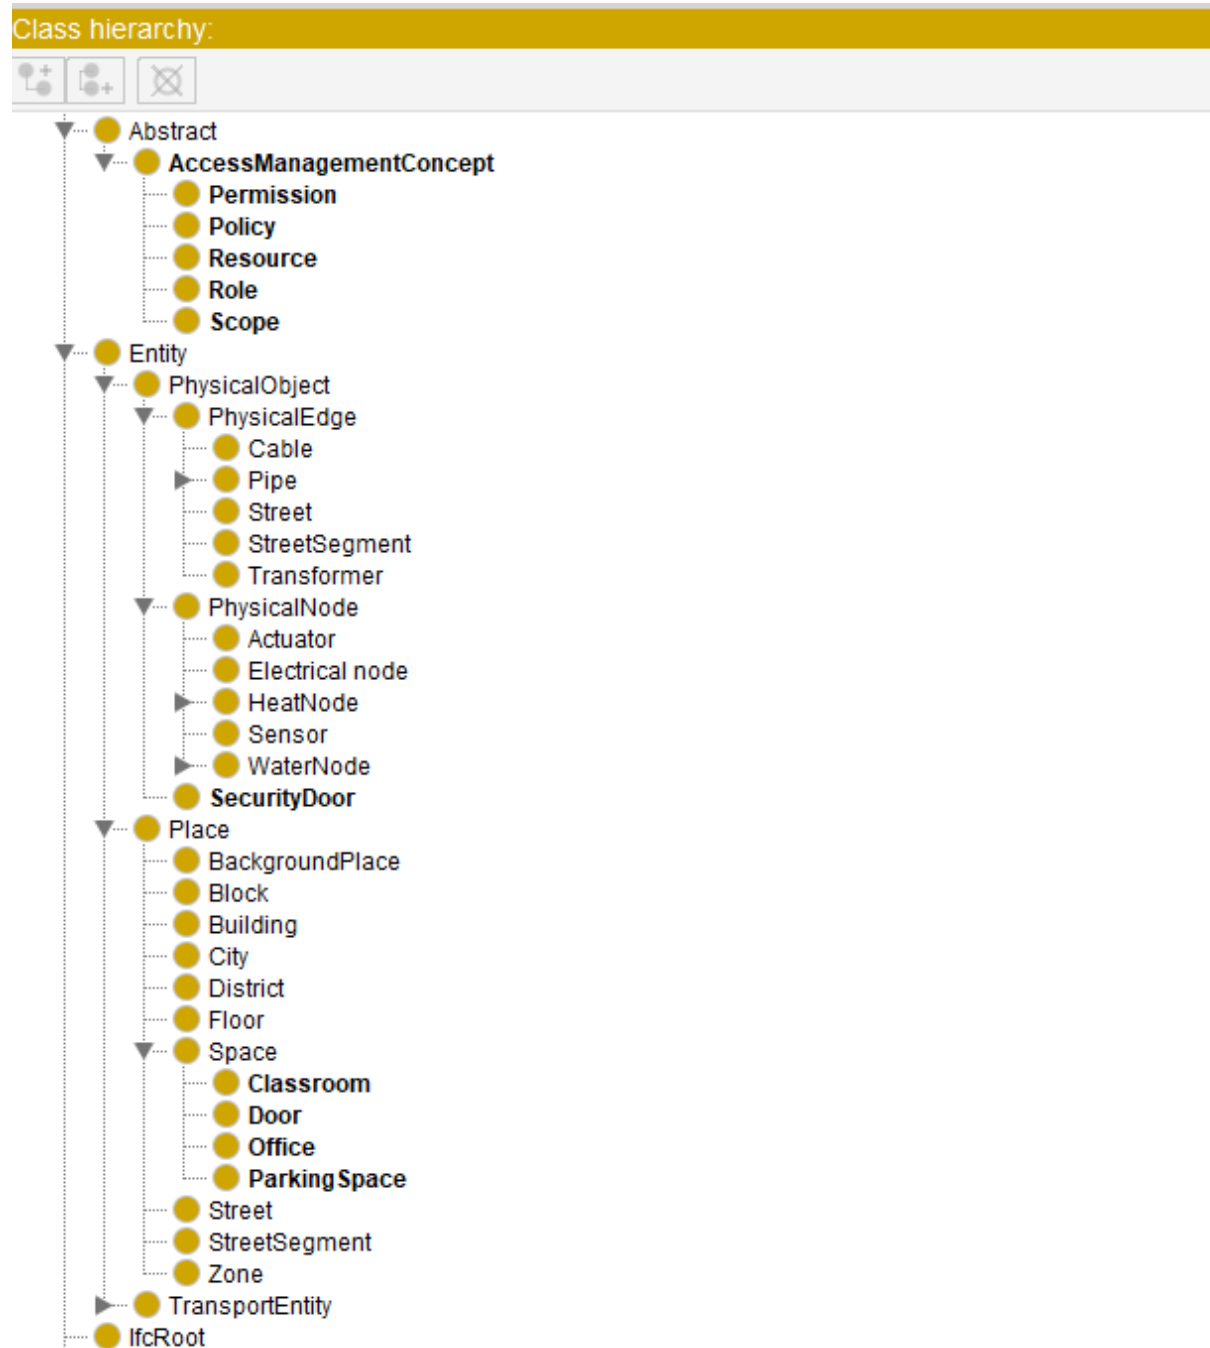 Class hierarchy:
Abstract
AccessManagementConcept
Permission
Policy
Resource
Role
Scope
Entity
PhysicalObject
PhysicalEdge
Cable
Pipe
Street
StreetSegment
Transformer
PhysicalNode
Actuator
Electrical node
HeatNode
Sensor
WaterNode
SecurityDoor
Place
BackgroundPlace
Block
Building
City
District
Floor
Space
Classroom
Door
Office
ParkingSpace
Street
StreetSegment
Zone
TransportEntity
IfcRoot